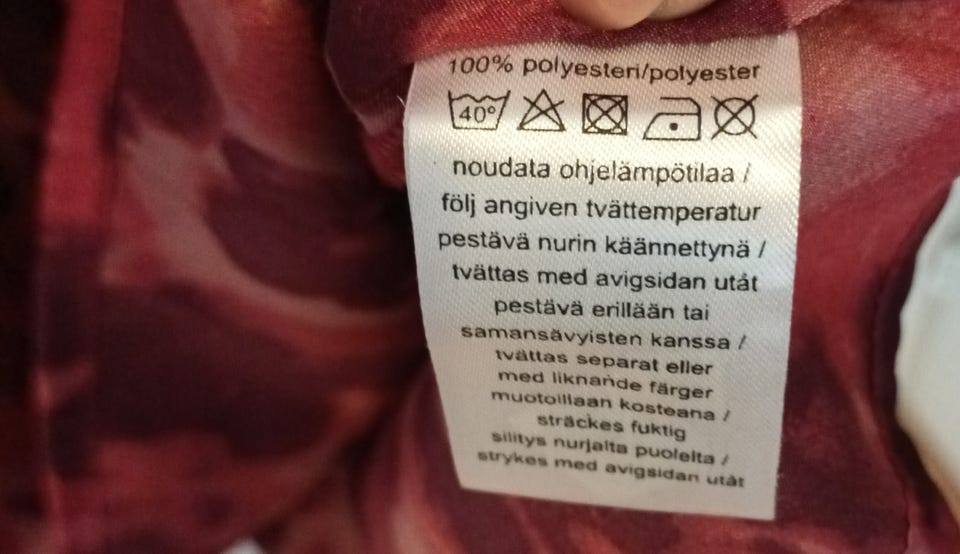 100% polyesteri/polyester
40°
noudata ohjelämpötilaa /
följ angiven tvättemperatur
pestävä nurin käännettynä /
tvättas med avigsidan utåt
pestävä erillään tai
samansävyisten kanssa /
tvättas separat eller
med liknande färger
muotoillaan kosteana /
sträckes fuktig
silitys nurjalta puolelta /
strykes med avigsidan utåt